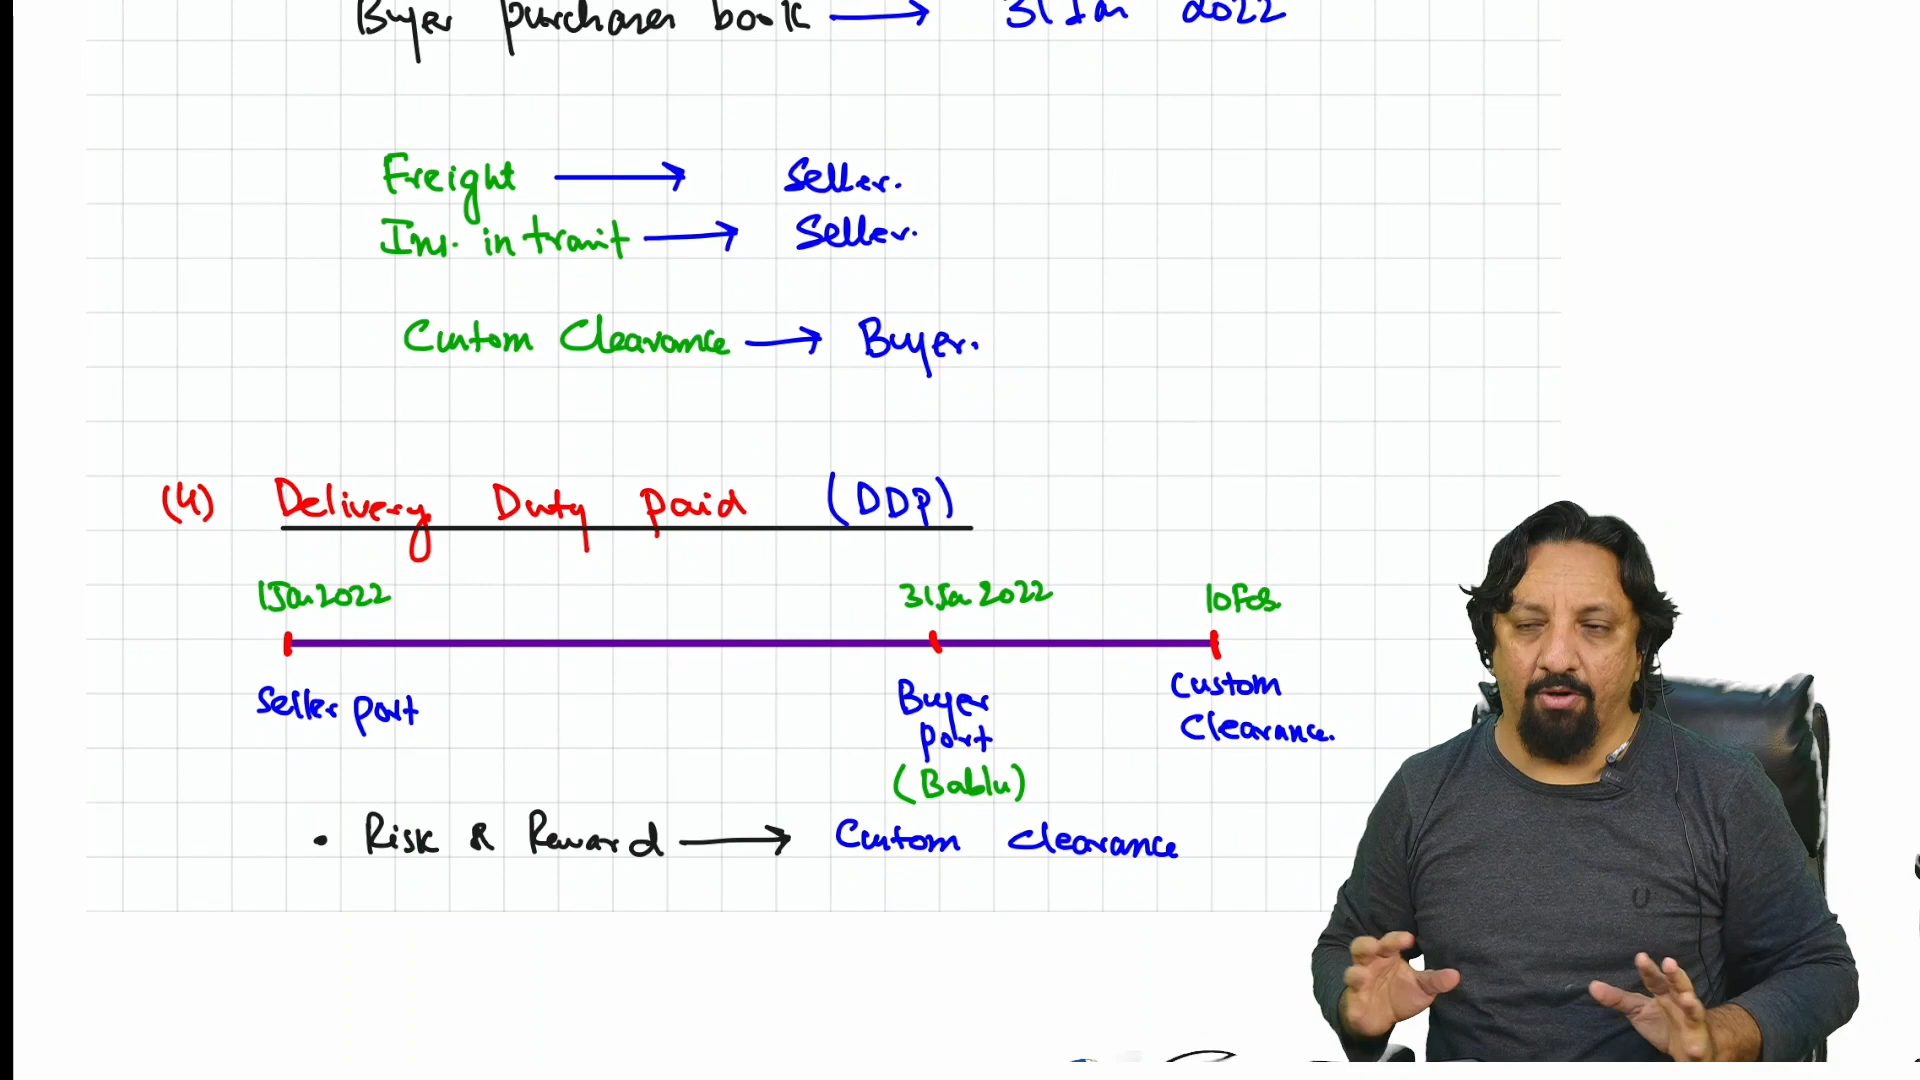 Buyer purchases book → 31 Jan 2022
Freight → Seller.
Ins. in transit → Seller.
Custom Clearance → Buyer.
(4) Delivery Duty paid (DDP)
1 Jan 2022 31 Jan 2022 10 Feb.
Seller port Buyer port (Bablu) Custom Clearance.
• Risk & Reward → Custom clearance